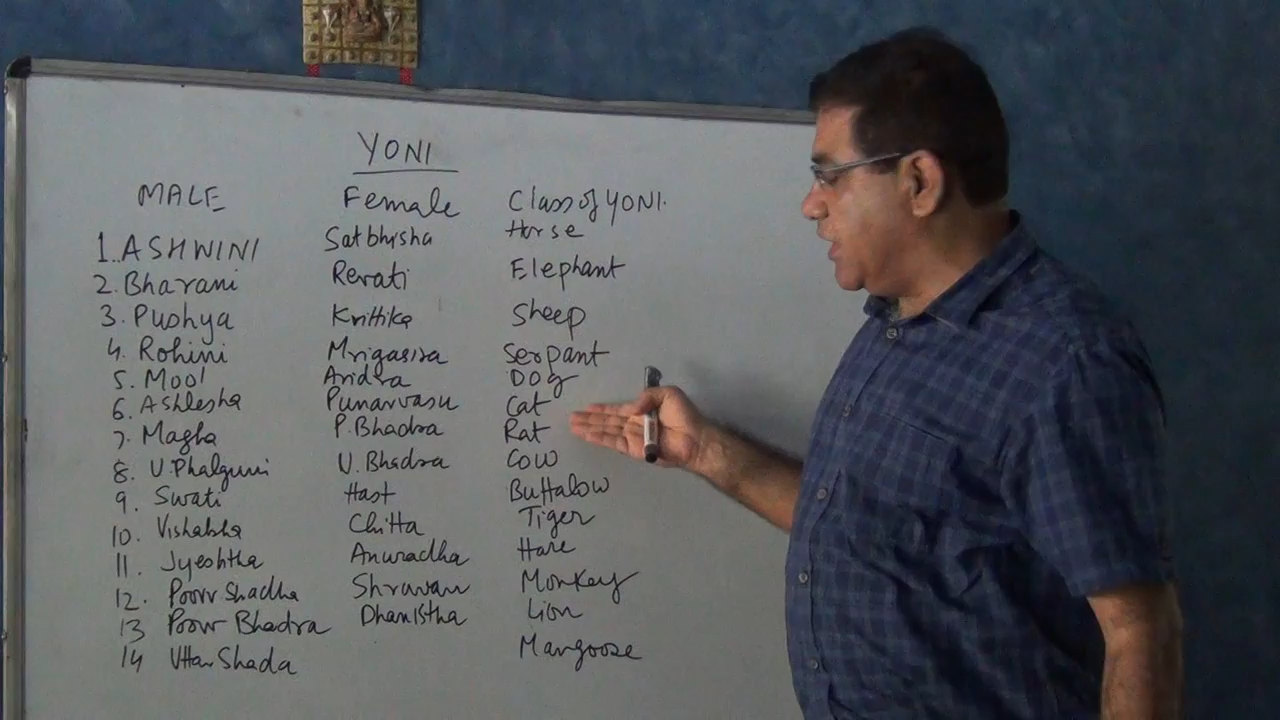 YONI
MALE Female Class of YONI.
1. ASHWINI Satbhisha Horse
2. Bharani Revati Elephant
3. Pushya Krittika Sheep
4. Rohini Mrigasira Serpant
5. Mool Aridra Dog
6. Ashlesha Punarvasu Cat
7. Magha P. Bhadra Rat
8. U. Phalguni U. Bhadra Cow
9. Swati Hast Buffalow
10. Vishakha Chitta Tiger
11. Jyeshtha Anuradha Hare
12. Poorv Shadha Shravan Monkey
13 Poorv Bhadra Dhanistha Lion
14 Uttar Shada Mangoose